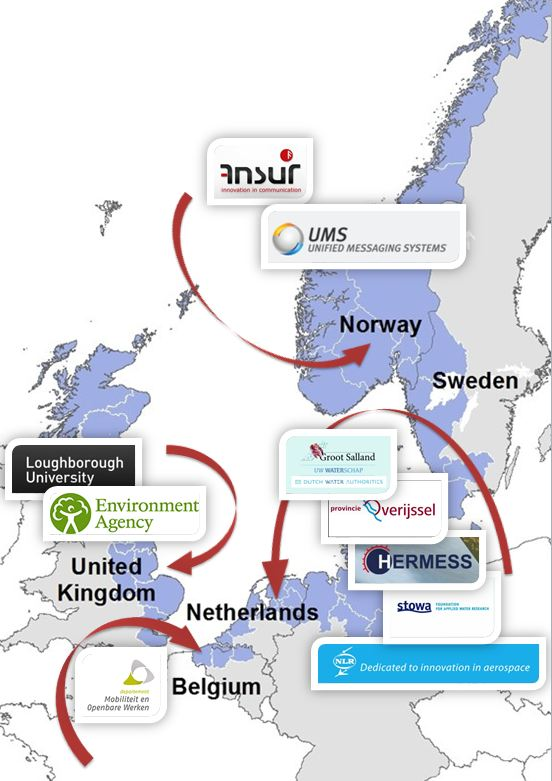 ansur
innovation in communication
UMS
UNIFIED MESSAGING SYSTEMS
Norway
Sweden
Groot Salland
UW WATERSCHAP
DUTCH WATER AUTHORITIES
Loughborough
University
Environment
Agency
provincie Overijssel
HERMESS
United
Kingdom
Netherlands
stowa FOUNDATION
FOR APPLIED WATER RESEARCH
NLR
Dedicated to innovation in aerospace
Belgium
departement
Mobiliteit en
Openbare Werken